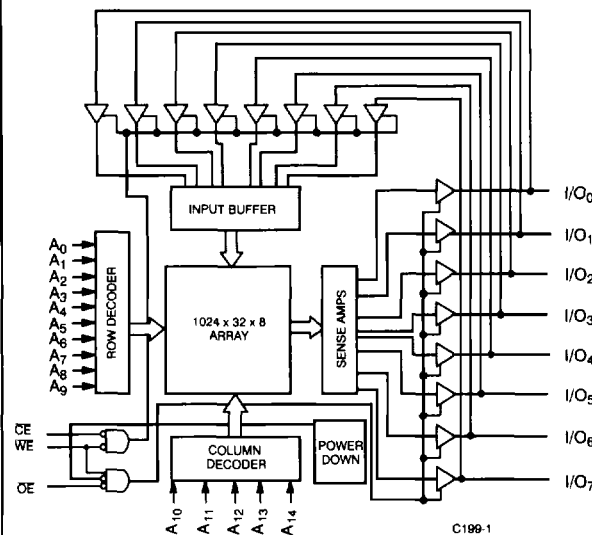 INPUT BUFFER
I/O0
I/O1
I/O2
I/O3
I/O4
I/O5
I/O6
I/O7
A0
A1
A2
A3
A4
A5
A6
A7
A8
A9
ROW DECODER
1024 x 32 x 8
ARRAY
SENSE AMPS
CE
WE
OE
COLUMN
DECODER
POWER
DOWN
A10
A11
A12
A13
A14
C199-1